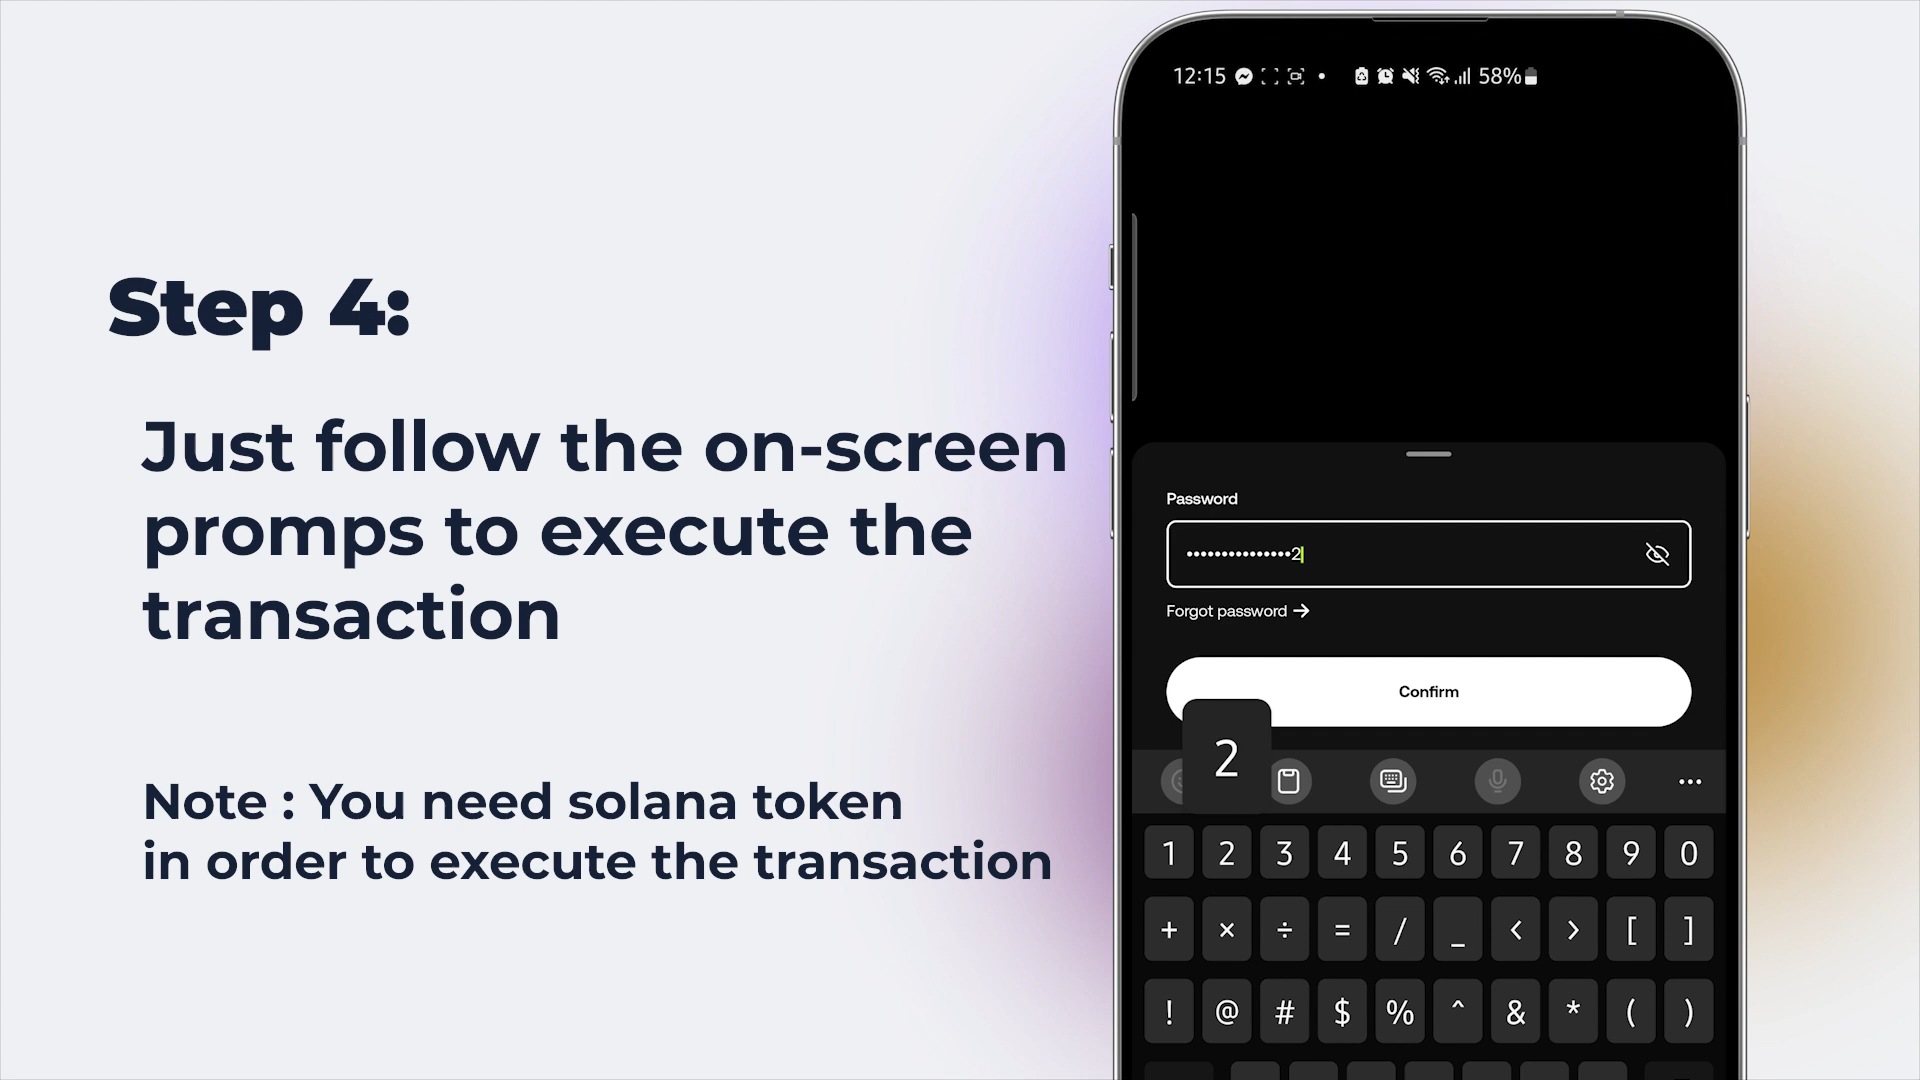 Step 4:
Just follow the on-screen
promps to execute the
transaction
Note : You need solana token
in order to execute the transaction
12:15 58%
Password
•••••••••••••••2
Forgot password →
Confirm
2
1 2 3 4 5 6 7 8 9 0
+ × ÷ = / _ < > [ ]
! @ # $ % ^ & * ( )